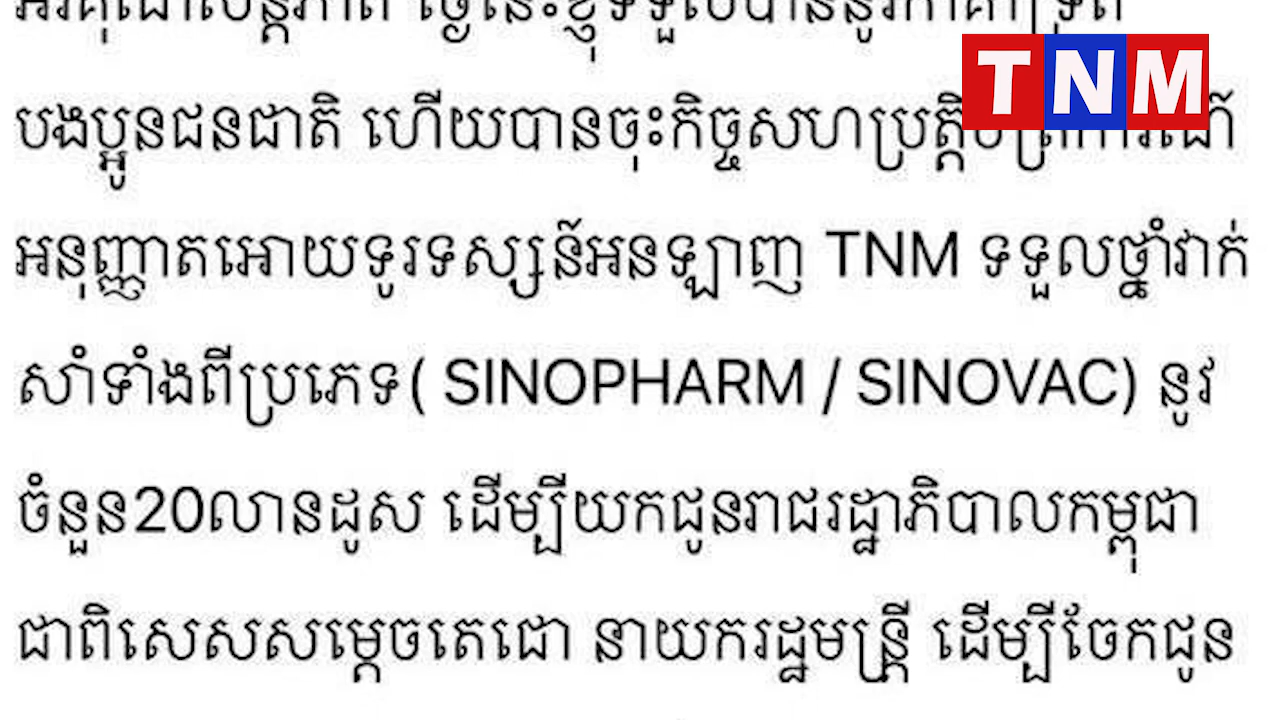 TNM
បងប្អូនជនជាតិ ហើយបានចុះកិច្ចសហប្រត្តិបត្រការណ៍
អនុញ្ញាតអោយទូរទស្សន៍អនឡាញ TNM ទទួលថ្នាំវាក់
សាំទាំងពីប្រភេទ( SINOPHARM / SINOVAC) នូវ
ចំនួន20លានដូស ដើម្បីយកជូនរាជរដ្ឋាភិបាលកម្ពុជា
ជាពិសេសសម្តេចតេជោ នាយករដ្ឋមន្ត្រី ដើម្បីចែកជូន